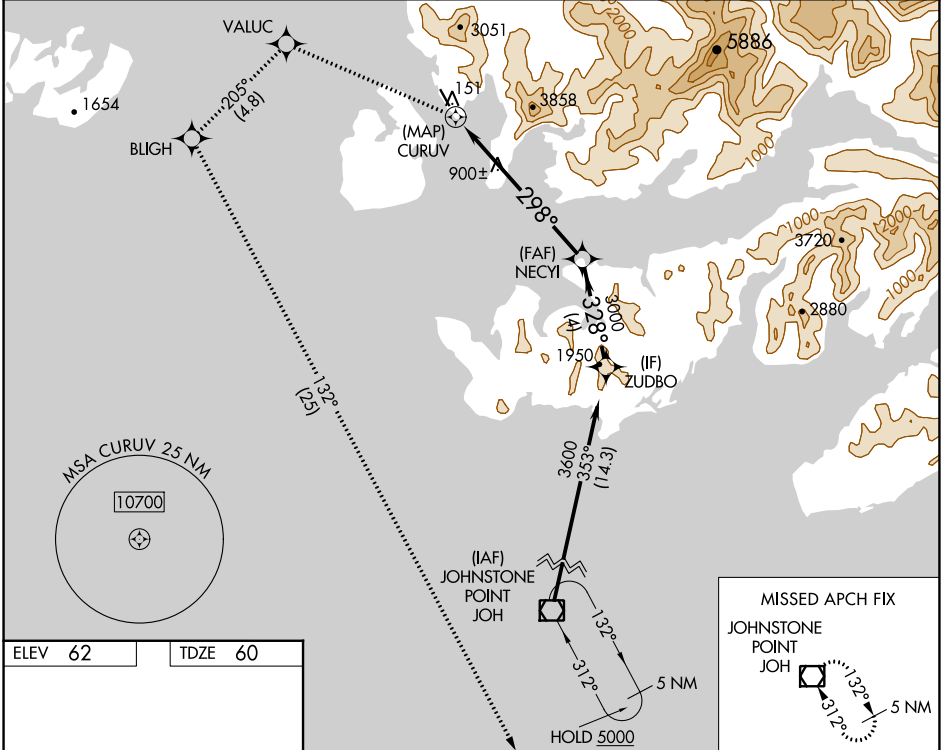 VALUC
3051
2000
5886
1654
205°
(4.8)
151
3858
(MAP)
CURUV
BLIGH
900±
1000
298°
1000
2000
3720
(FAF)
NECYI
1000
3000
328°
(4)
2880
1950
(IF)
ZUDBO
132°
(25)
MSA CURUV 25 NM
10700
3600
353°
(14.3)
(IAF)
JOHNSTONE
POINT
JOH
132°
312°
5 NM
HOLD 5000
MISSED APCH FIX
JOHNSTONE
POINT
JOH
132°
312°
5 NM
ELEV 62
TDZE 60